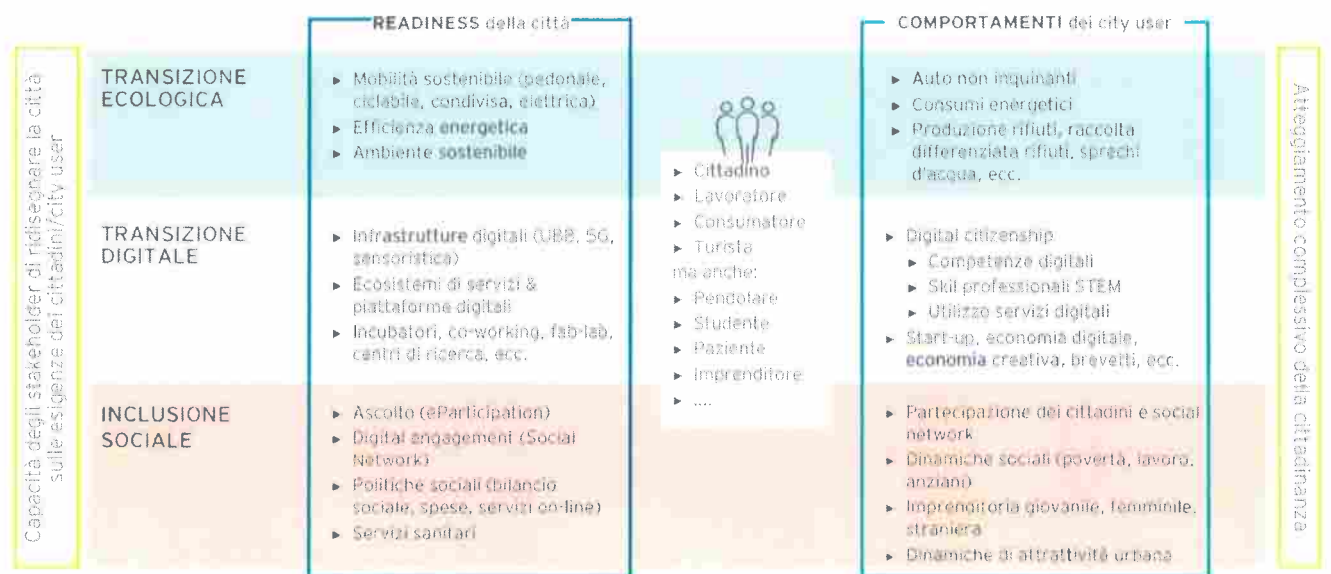 READINESS della città
COMPORTAMENTI dei city user
Capacità degli stakeholder di ridisegnare la città
sulle esigenze dei cittadini/city user
TRANSIZIONE
ECOLOGICA
► Mobilità sostenibile (pedonale,
ciclabile, condivisa, elettrica)
► Efficienza energetica
► Ambiente sostenibile
► Auto non inquinanti
► Consumi energetici
► Produzione rifiuti, raccolta
differenziata rifiuti, sprechi
d'acqua, ecc.
► Cittadino
► Lavoratore
► Consumatore
► Turista
ma anche:
► Pendolare
► Studente
► Paziente
► Imprenditore
► ....
TRANSIZIONE
DIGITALE
► Infrastrutture digitali (UBB, 5G,
sensoristica)
► Ecosistemi di servizi &
piattaforme digitali
► Incubatori, co-working, fab-lab,
centri di ricerca, ecc.
► Digital citizenship
► Competenze digitali
► Skil professionali STEM
► Utilizzo servizi digitali
► Start-up, economia digitale,
economia creativa, brevetti, ecc.
INCLUSIONE
SOCIALE
► Ascolto (eParticipation)
► Digital engagement (Social
Network)
► Politiche sociali (bilancio
sociale, spese, servizi on-line)
► Servizi sanitari
► Partecipazione dei cittadini e social
network
► Dinamiche sociali (povertà, lavoro,
anziani)
► Imprenditoria giovanile, femminile,
straniera
► Dinamiche di attrattività urbana
Atteggiamento complessivo della cittadinanza